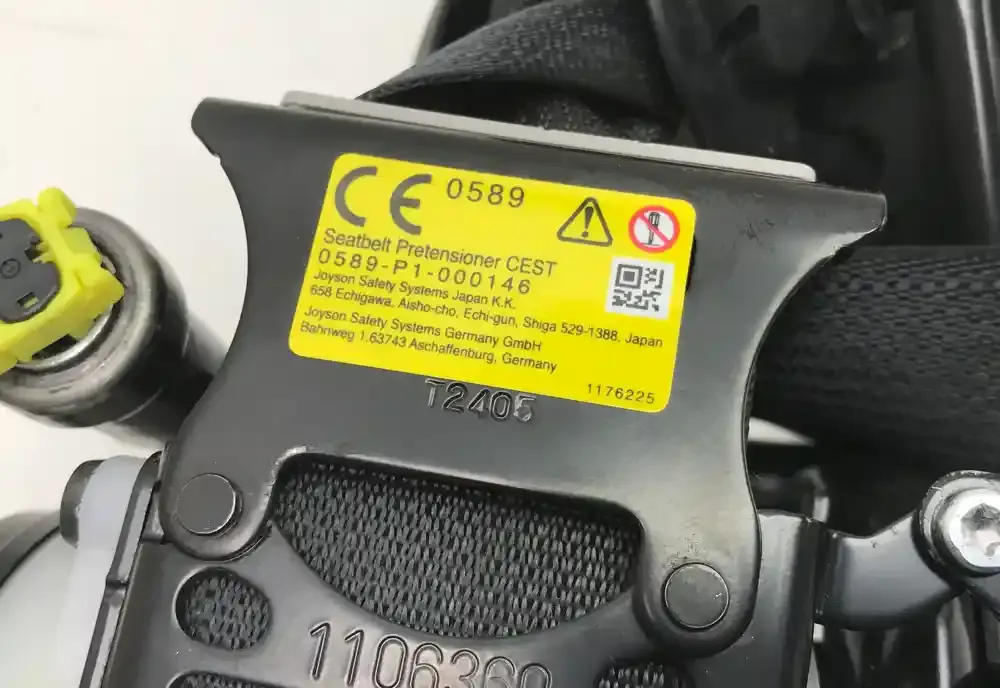 CE 0589
Seatbelt Pretensioner CEST
0589-P1-000146
Joyson Safety Systems Japan K.K.
658 Echigawa, Aisho-cho, Echi-gun, Shiga 529-1388, Japan
Joyson Safety Systems Germany GmbH
Bahnweg 1.63743 Aschaffenburg, Germany
1176225
T2405